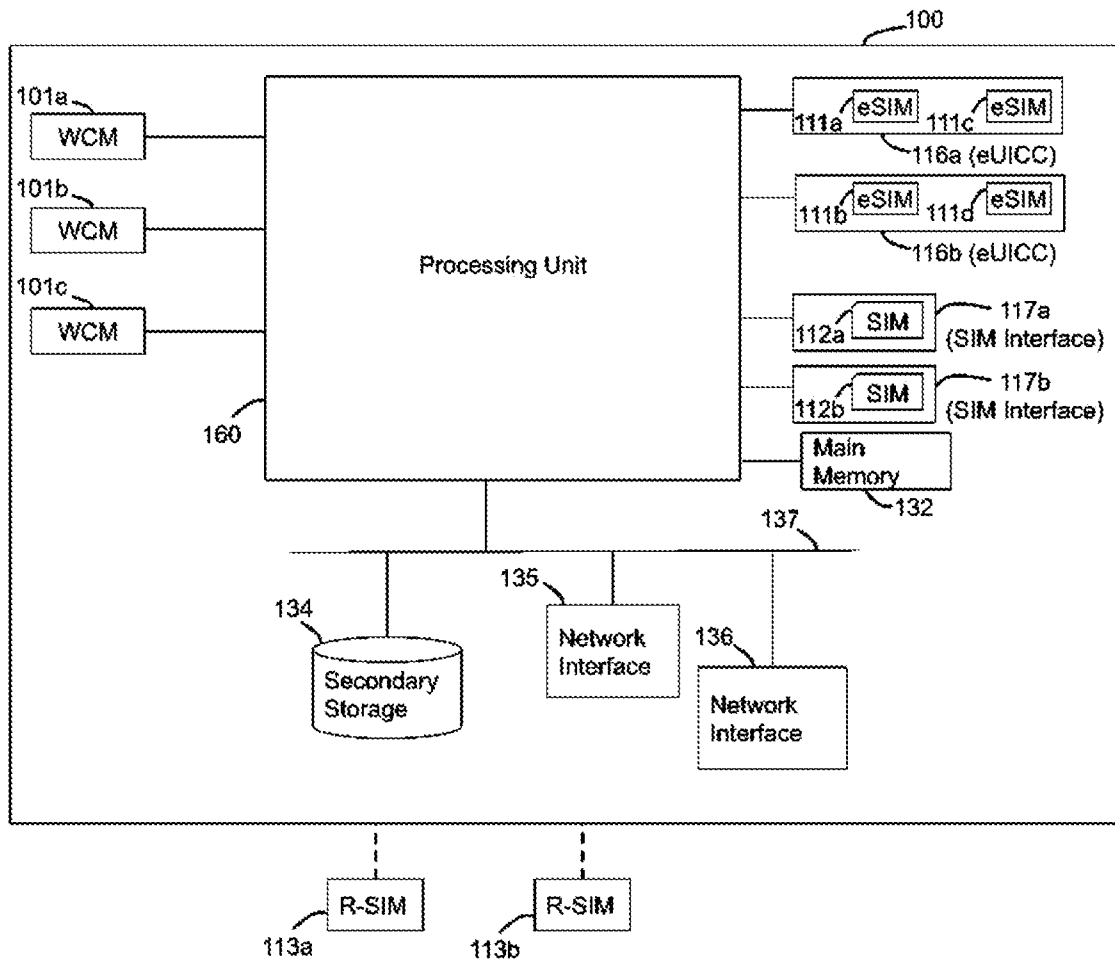 100
101a
WCM
101b
WCM
101c
WCM
Processing Unit
160
111a eSIM 111c eSIM
116a (eUICC)
111b eSIM 111d eSIM
116b (eUICC)
112a SIM
117a
(SIM Interface)
112b SIM
117b
(SIM Interface)
Main
Memory
132
137
134
Secondary
Storage
135
Network
Interface
136
Network
Interface
R-SIM
113a
R-SIM
113b